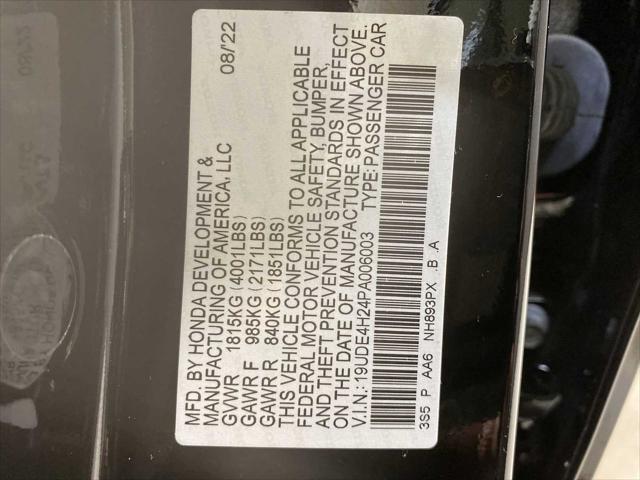 MFD. BY HONDA DEVELOPMENT &
MANUFACTURING OF AMERICA, LLC 08/22
GVWR 1815KG (4001LBS)
GAWR F 985KG (2171LBS)
GAWR R 840KG (1851LBS)
THIS VEHICLE CONFORMS TO ALL APPLICABLE
FEDERAL MOTOR VEHICLE SAFETY, BUMPER,
AND THEFT PREVENTION STANDARDS IN EFFECT
ON THE DATE OF MANUFACTURE SHOWN ABOVE.
V.I.N.: 19UDE4H24PA006003 TYPE: PASSENGER CAR
3S5 P AA6 NH893PX .B .A